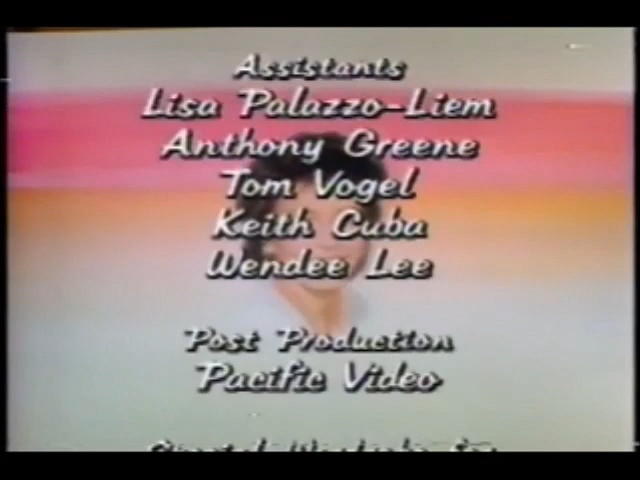 Assistants
Lisa Palazzo-Liem
Anthony Greene
Tom Vogel
Keith Cuba
Wendee Lee
Post Production
Pacific Video